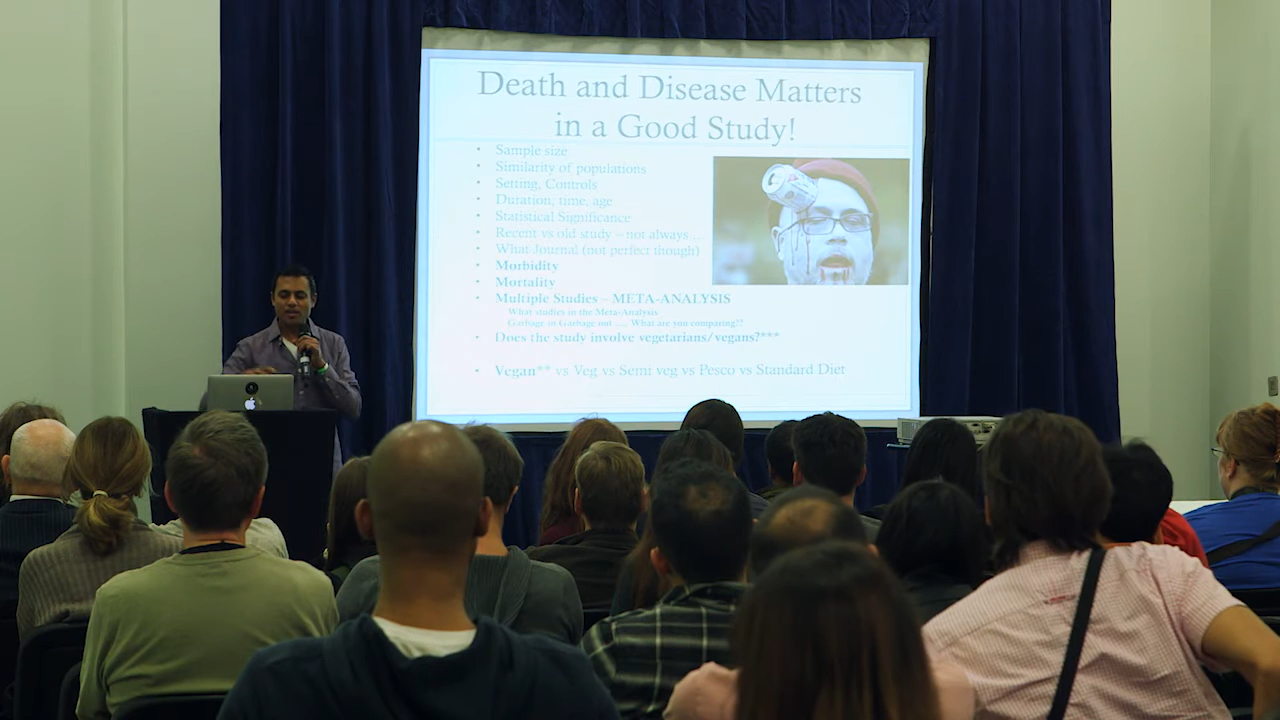 Death and Disease Matters
in a Good Study!
• Sample size
• Similarity of populations
• Setting, Controls
• Duration, time, age
• Statistical Significance
• Recent vs old study – not always….
• What Journal (not perfect though)
• Morbidity
• Mortality
• Multiple Studies – META-ANALYSIS
What studies in the Meta-Analysis
Garbage in Garbage out ….. What are you comparing??
• Does the study involve vegetarians/vegans?***
• Vegan** vs Veg vs Semi veg vs Pesco vs Standard Diet